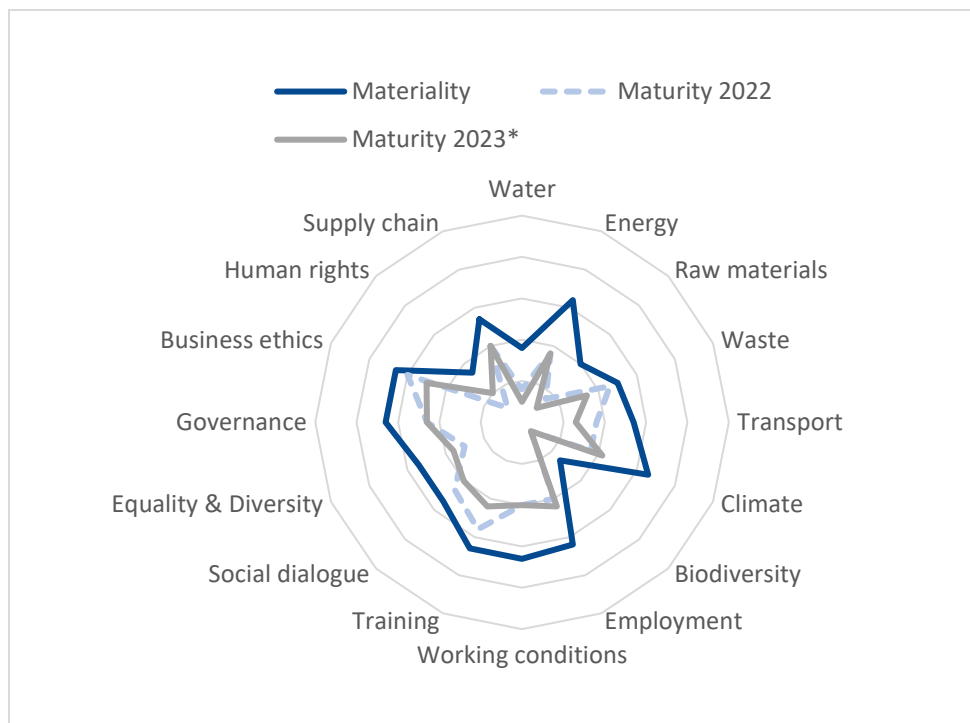 Materiality
Maturity 2022
Maturity 2023*
Water
Energy
Raw materials
Waste
Transport
Climate
Biodiversity
Employment
Working conditions
Training
Social dialogue
Equality & Diversity
Governance
Business ethics
Human rights
Supply chain